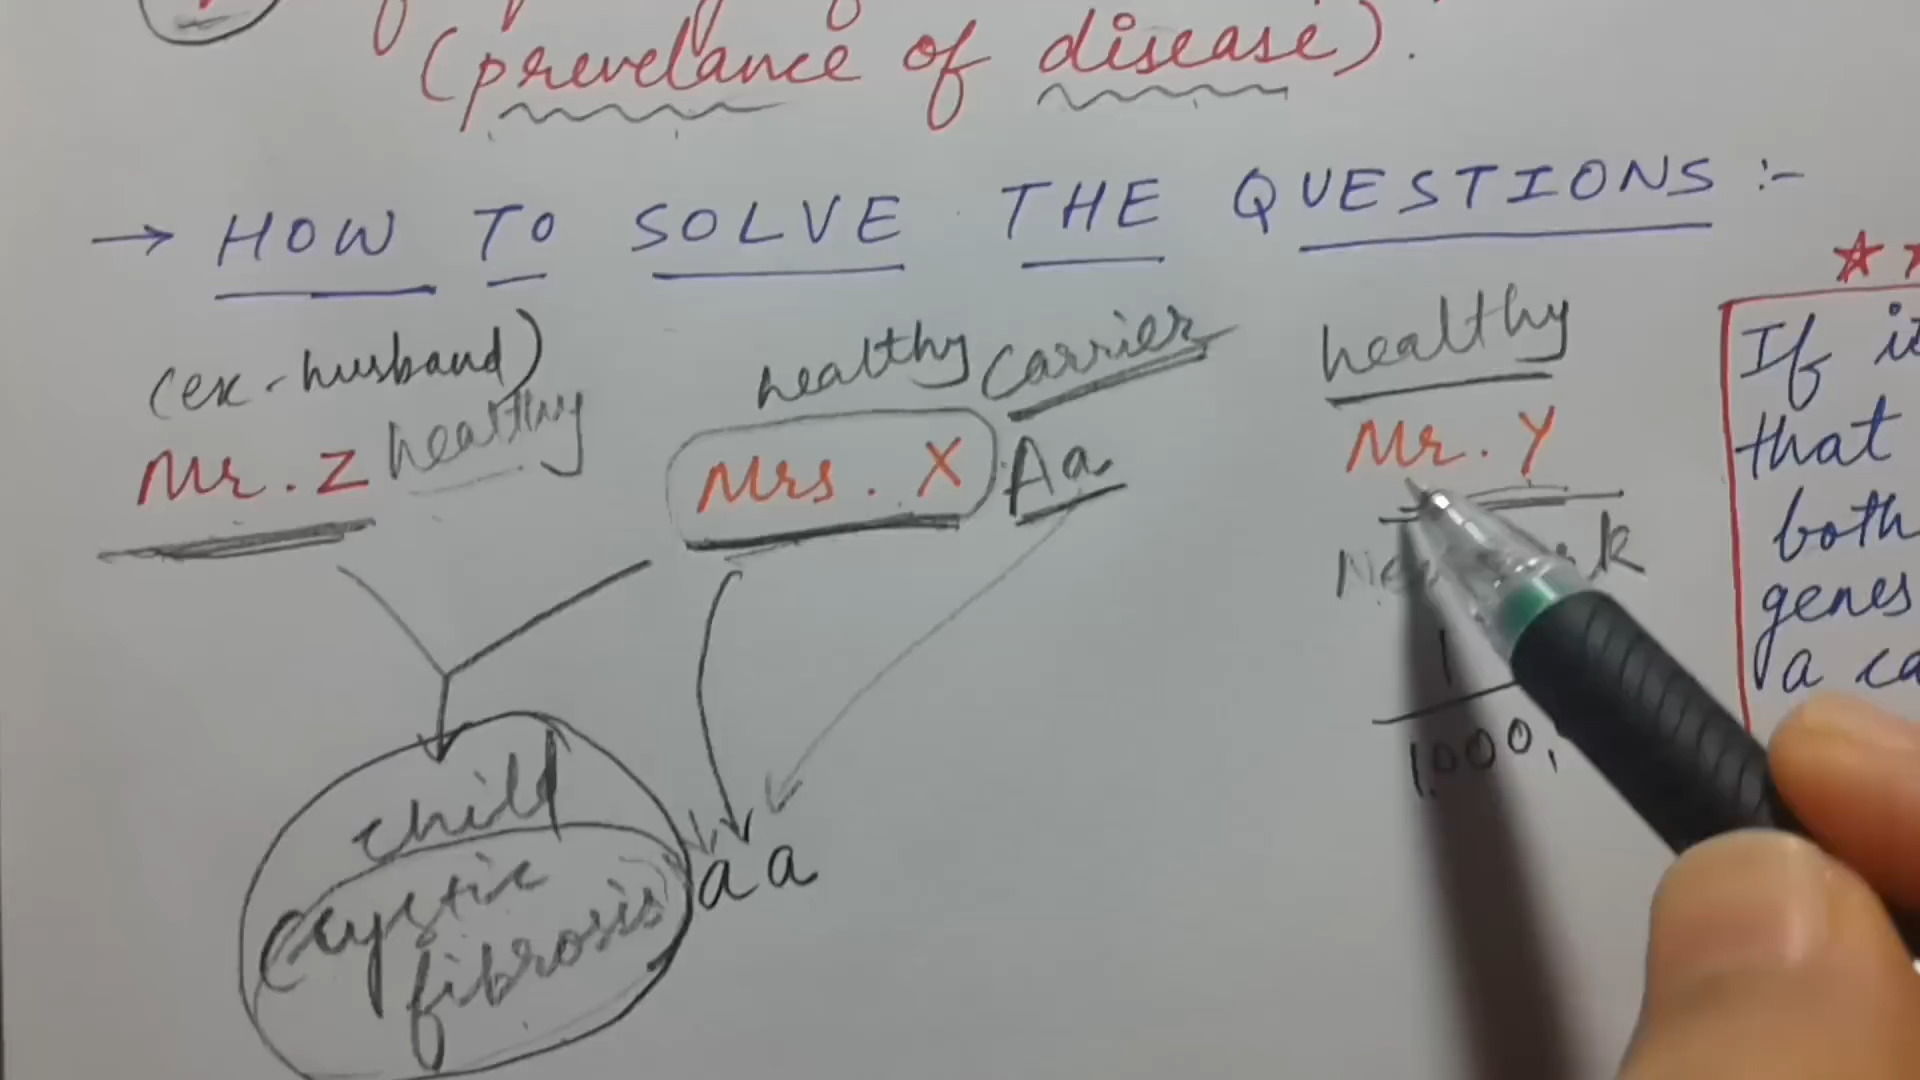 (prevelance of disease).
→ HOW TO SOLVE THE QUESTIONS :-
(ex-husband)
Mr. Z healthy
healthy carrier
Mrs. X Aa
healthy
Mr. Y
1
1000,
child
cystic
fibrosis
aa
If
that
both
genes
a